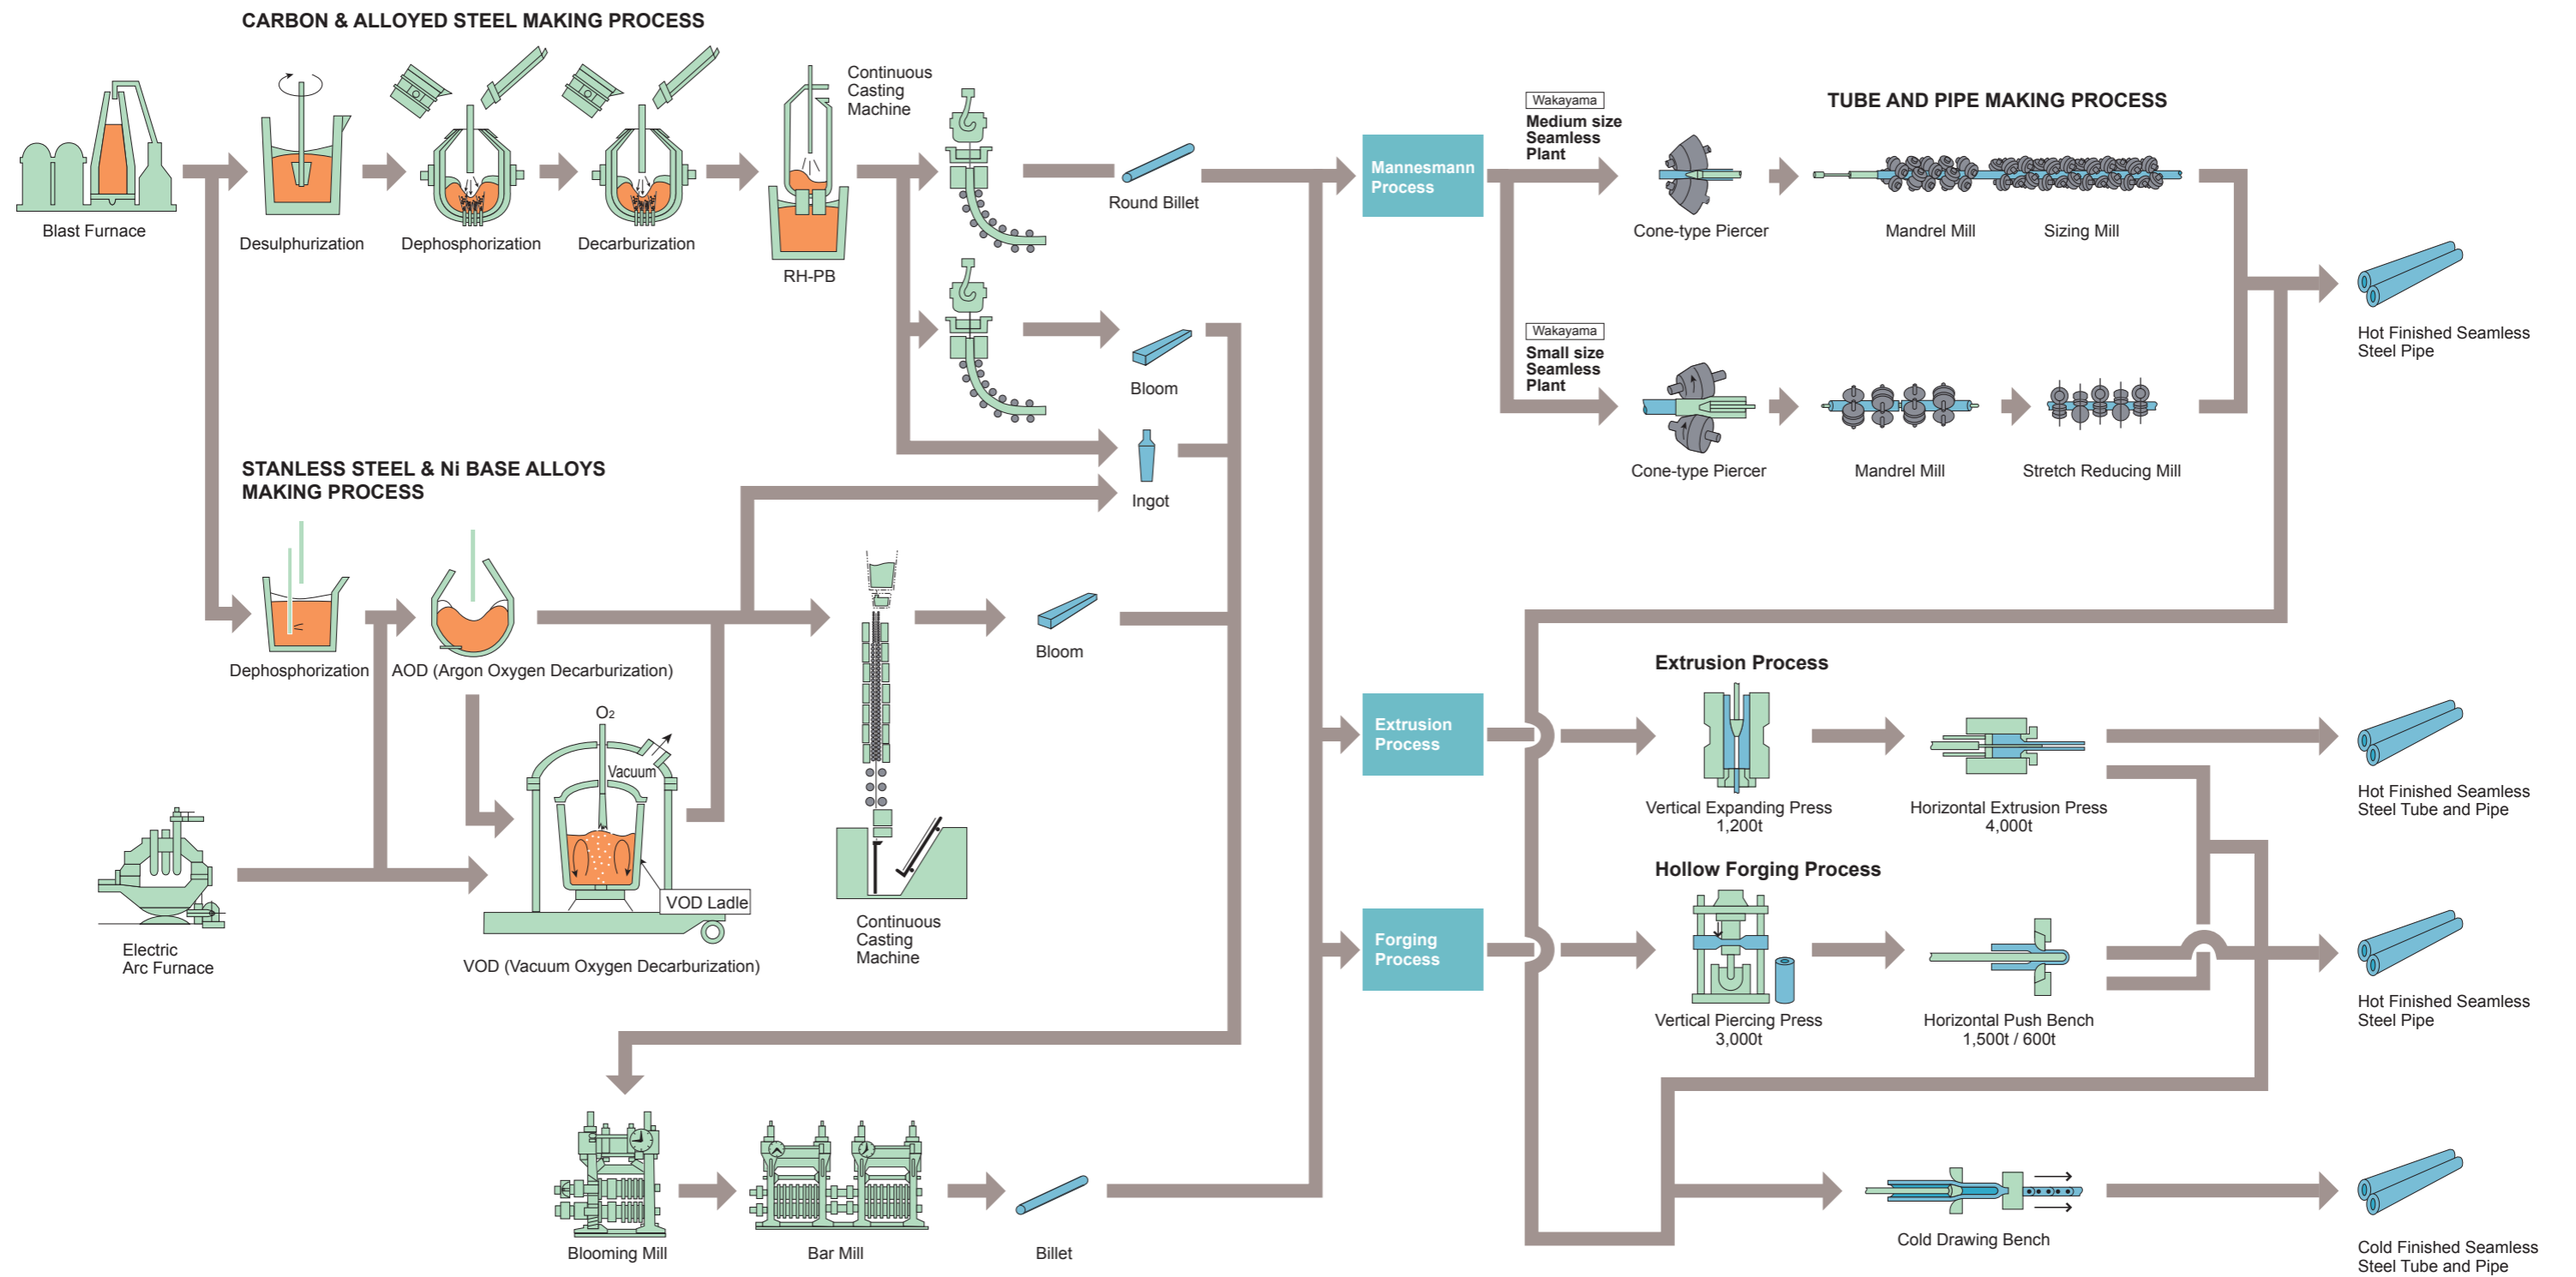 CARBON & ALLOYED STEEL MAKING PROCESS
Blast Furnace
Desulphurization
Dephosphorization
Decarburization
RH-PB
Continuous
Casting
Machine
Round Billet
Bloom
Ingot
STANLESS STEEL & Ni BASE ALLOYS
MAKING PROCESS
Dephosphorization
AOD (Argon Oxygen Decarburization)
Electric
Arc Furnace
O₂
Vacuum
VOD Ladle
VOD (Vacuum Oxygen Decarburization)
Continuous
Casting
Machine
Bloom
Blooming Mill
Bar Mill
Billet
TUBE AND PIPE MAKING PROCESS
Mannesmann
Process
Wakayama
Medium size
Seamless
Plant
Cone-type Piercer
Mandrel Mill
Sizing Mill
Wakayama
Small size
Seamless
Plant
Cone-type Piercer
Mandrel Mill
Stretch Reducing Mill
Hot Finished Seamless
Steel Pipe
Extrusion
Process
Extrusion Process
Vertical Expanding Press
1,200t
Horizontal Extrusion Press
4,000t
Hot Finished Seamless
Steel Tube and Pipe
Forging
Process
Hollow Forging Process
Vertical Piercing Press
3,000t
Horizontal Push Bench
1,500t / 600t
Hot Finished Seamless
Steel Pipe
Cold Drawing Bench
Cold Finished Seamless
Steel Tube and Pipe